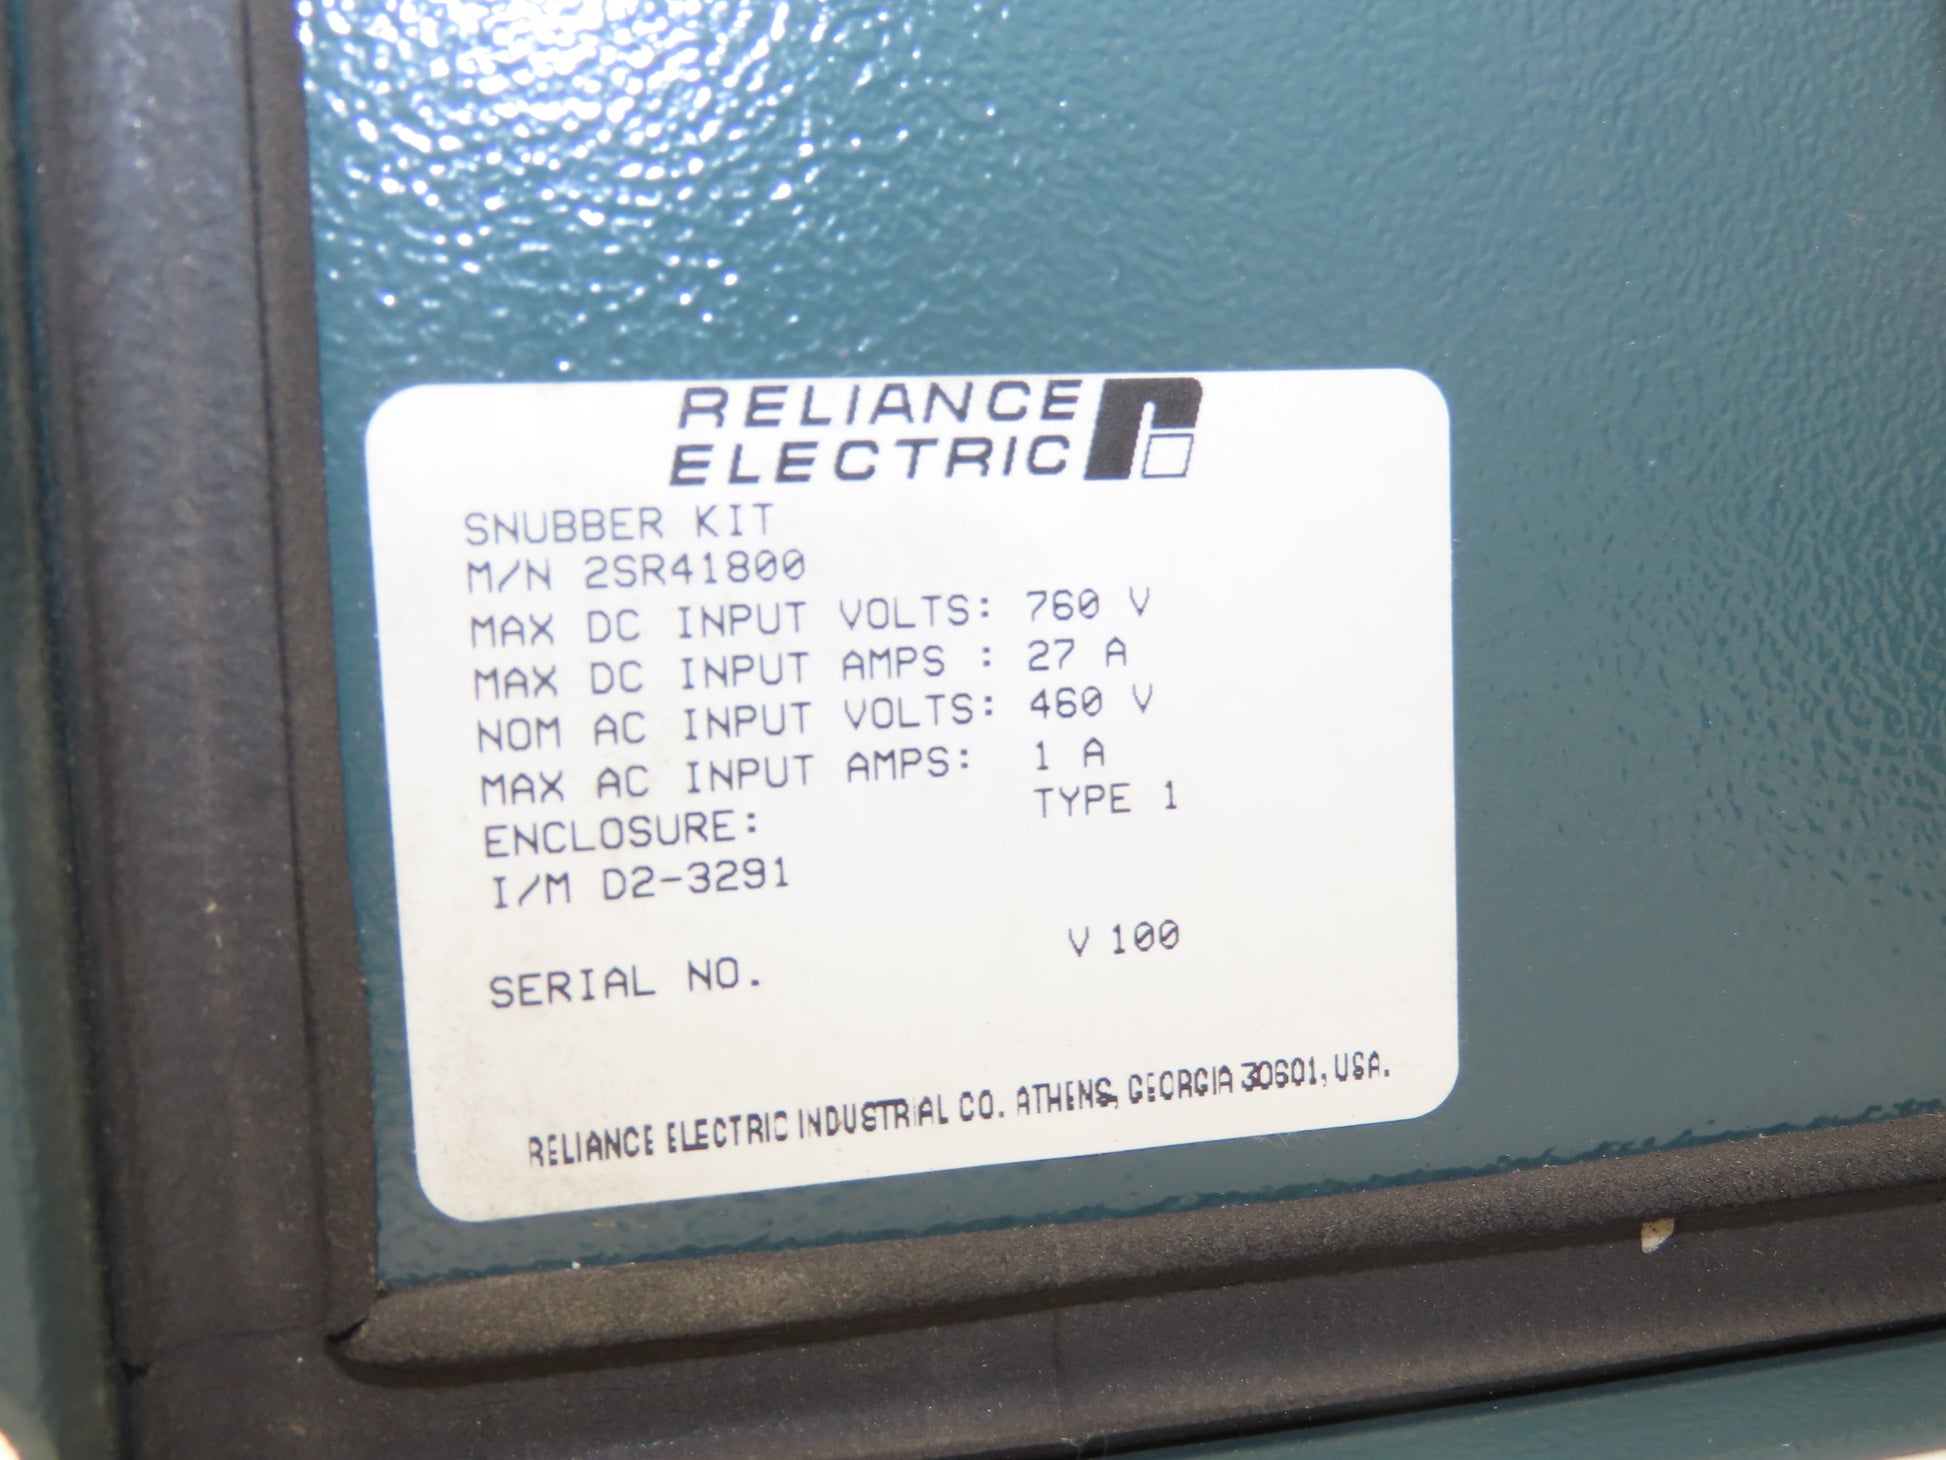 RELIANCE
ELECTRIC
SNUBBER KIT
M/N 2SR41800
MAX DC INPUT VOLTS: 760 V
MAX DC INPUT AMPS : 27 A
NOM AC INPUT VOLTS: 460 V
MAX AC INPUT AMPS: 1 A
ENCLOSURE: TYPE 1
I/M D2-3291
V 100
SERIAL NO.
RELIANCE ELECTRIC INDUSTRIAL CO. ATHENS, GEORGIA 30601, USA.